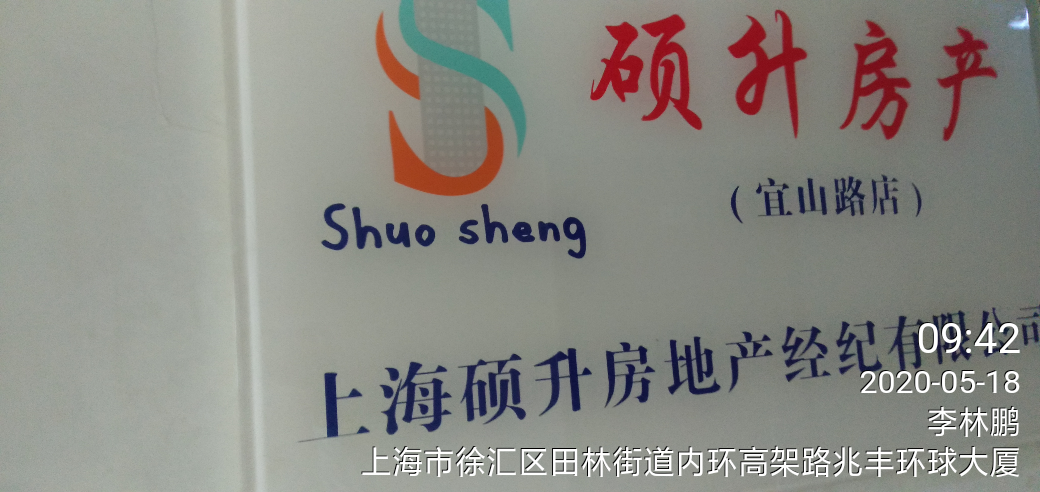 硕升房产
(宜山路店)
Shuo sheng
上海硕升房地产经纪有限公司
09:42
2020-05-18
李林鹏
上海市徐汇区田林街道内环高架路兆丰环球大厦